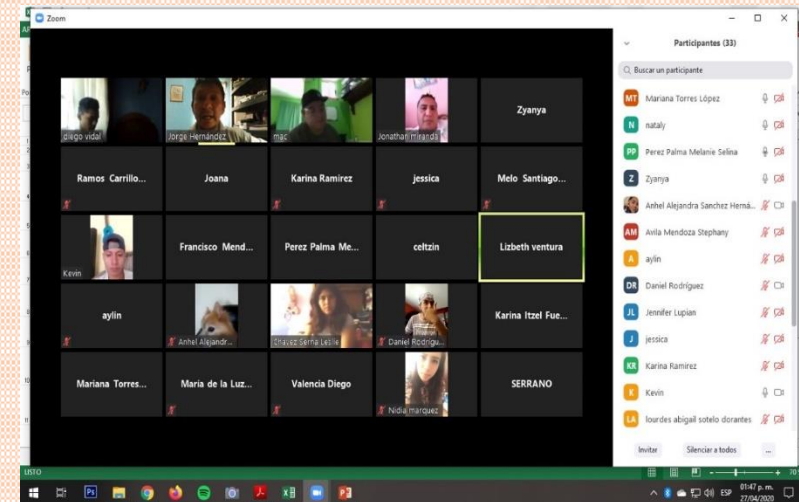 Zoom
Participantes (33)
Buscar un participante
diego vidal
Jorge Hernández
mac
Jonathan miranda
Zyanya
Ramos Carrillo...
Joana
Karina Ramirez
jessica
Melo Santiago...
Kevin
Francisco Mend...
Perez Palma Me...
celtzin
Lizbeth ventura
aylin
Anhel Alejandr...
Chavez Serna Leslie
Daniel Rodrígu...
Karina Itzel Fue...
Mariana Torres...
Maria de la Luz...
Valencia Diego
Nidia marquez
SERRANO
MT Mariana Torres López
N nataly
PP Perez Palma Melanie Selina
Z Zyanya
Anhel Alejandra Sanchez Herná...
AM Avila Mendoza Stephany
A aylin
DR Daniel Rodríguez
JL Jennifer Lupian
J jessica
KR Karina Ramirez
K Kevin
LA lourdes abigail sotelo dorantes
Invitar
Silenciar a todos
...
LISTO
Ps
ESP
01:47 p. m.
27/04/2020